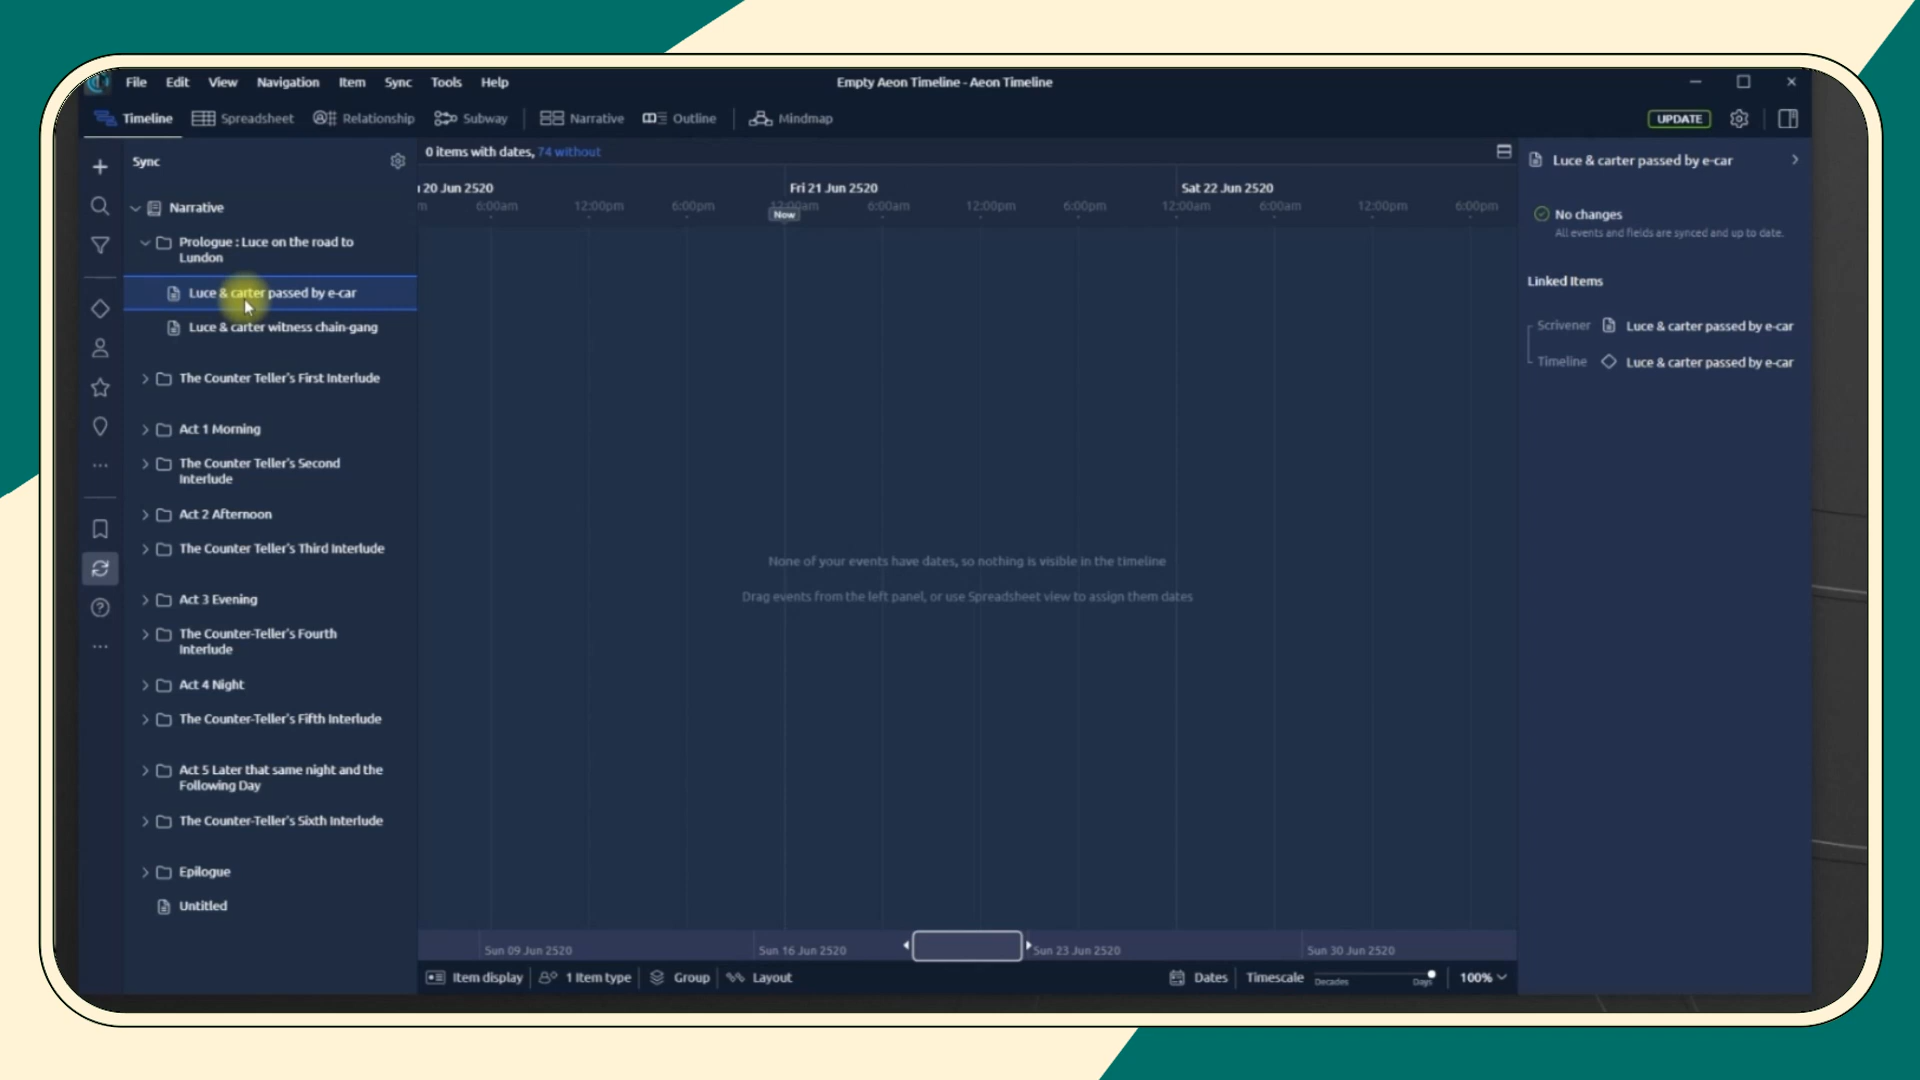 File Edit View Navigation Item Sync Tools Help
Empty Aeon Timeline - Aeon Timeline
Timeline Spreadsheet Relationship Subway Narrative Outline Mindmap
UPDATE
Sync
0 items with dates, 74 without
20 Jun 2520
Fri 21 Jun 2520
Sat 22 Jun 2520
6:00am 12:00pm 6:00pm 12:00am 6:00am 12:00pm 6:00pm 12:00am 6:00am 12:00pm 6:00pm
Now
Narrative
Prologue : Luce on the road to
London
Luce & carter passed by e-car
Luce & carter witness chain-gang
The Counter Teller's First Interlude
Act 1 Morning
The Counter Teller's Second
Interlude
Act 2 Afternoon
The Counter Teller's Third Interlude
Act 3 Evening
The Counter-Teller's Fourth
Interlude
Act 4 Night
The Counter-Teller's Fifth Interlude
Act 5 Later that same night and the
Following Day
The Counter-Teller's Sixth Interlude
Epilogue
Untitled
None of your events have dates, so nothing is visible in the timeline
Drag events from the left panel, or use Spreadsheet view to assign them dates
Sun 09 Jun 2520
Sun 16 Jun 2520
Sun 23 Jun 2520
Sun 30 Jun 2520
Item display 1 Item type Group Layout
Dates Timescale Decades Days 100%
Luce & carter passed by e-car
No changes
All events and fields are synced and up to date.
Linked Items
Scrivener Luce & carter passed by e-car
Timeline Luce & carter passed by e-car